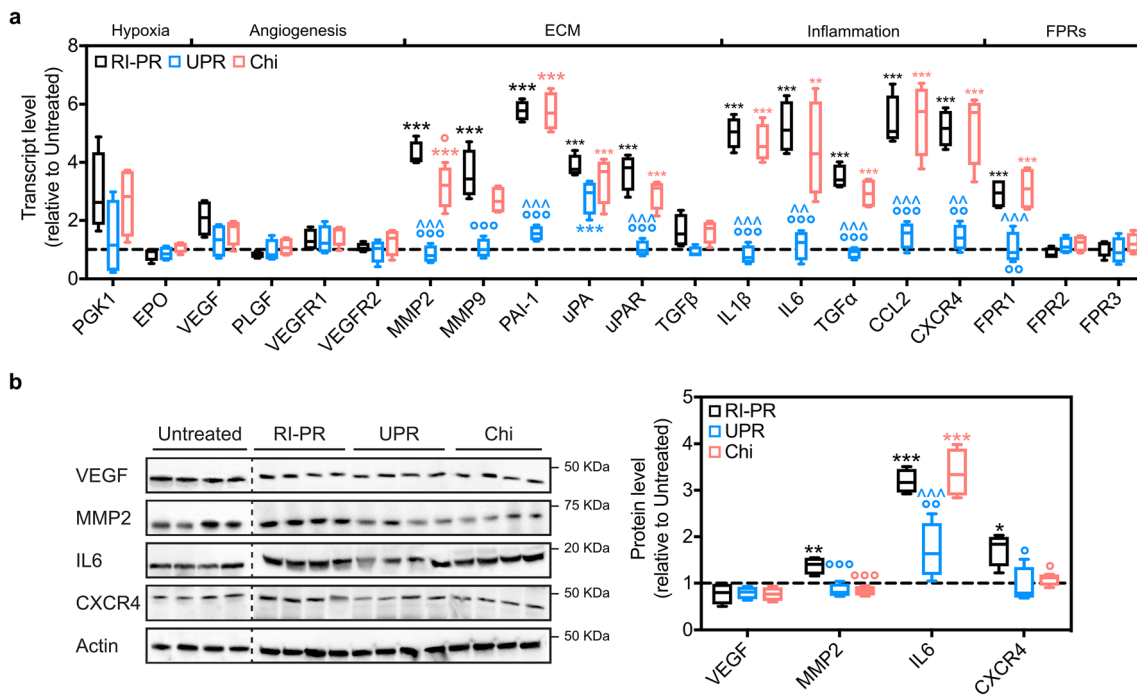 a
Hypoxia Angiogenesis ECM Inflammation FPRs
RI-PR UPR Chi
Transcript level
(relative to Untreated)
8
6
4
2
0
*** *** *** *** *** *** *** *** *** *** *** ***
*** *** *** *** *** ** *** *** *** ***
*** ^^^ ^^^ ^^^ ^^^ ^^ ^^^ ^^^ ^^ ^^^
PGK1 EPO VEGF PLGF VEGFR1 VEGFR2 MMP2 MMP9 PAI-1 uPA uPAR TGFβ IL1β IL6 TGFα CCL2 CXCR4 FPR1 FPR2 FPR3
b
Untreated RI-PR UPR Chi
VEGF 50 KDa
MMP2 75 KDa
IL6 20 KDa
CXCR4 50 KDa
Actin 50 KDa
Protein level
(relative to Untreated)
5
4
3
2
1
0
RI-PR
UPR
Chi
** *** *** *
^^^
VEGF MMP2 IL6 CXCR4